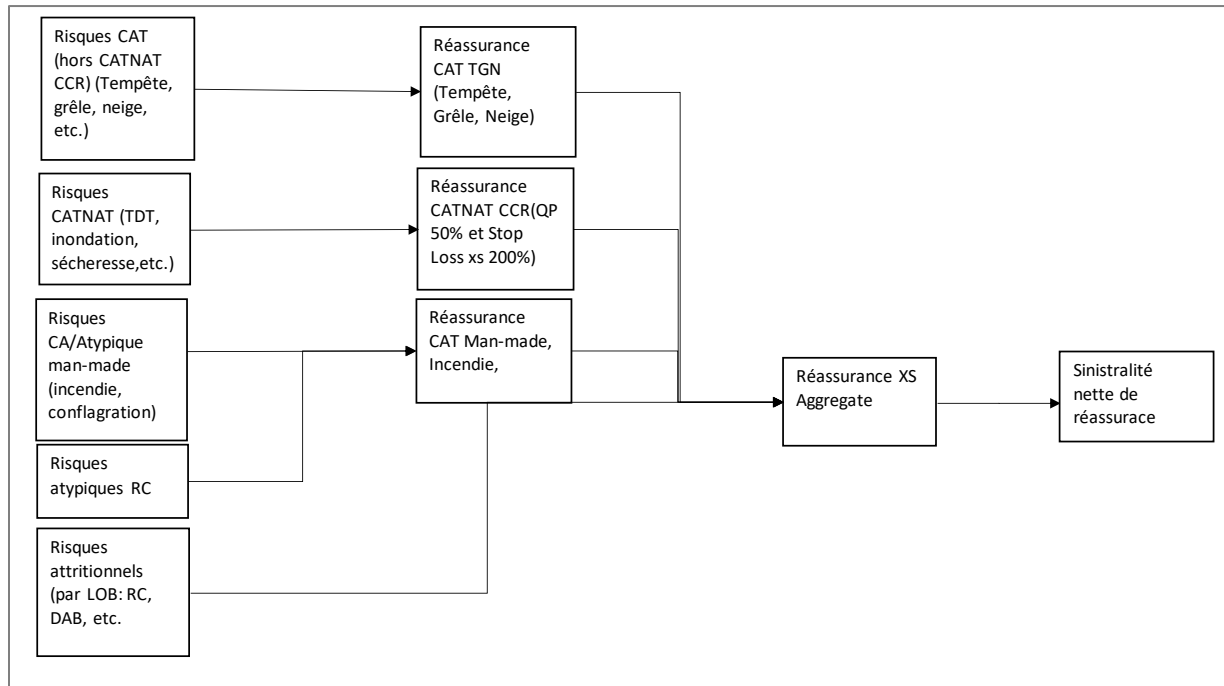 Risques CAT
(hors CATNAT
CCR) (Tempête,
grêle, neige,
etc.)
Réassurance
CAT TGN
(Tempête,
Grêle, Neige)
Risques
CATNAT (TDT,
inondation,
sécheresse,etc.)
Réassurance
CATNAT CCR(QP
50% et Stop
Loss xs 200%)
Risques
CA/Atypique
man-made
(incendie,
conflagration)
Réassurance
CAT Man-made,
Incendie,
Réassurance XS
Aggregate
Sinistralité
nette de
réassurace
Risques
atypiques RC
Risques
attritionnels
(par LOB: RC,
DAB, etc.